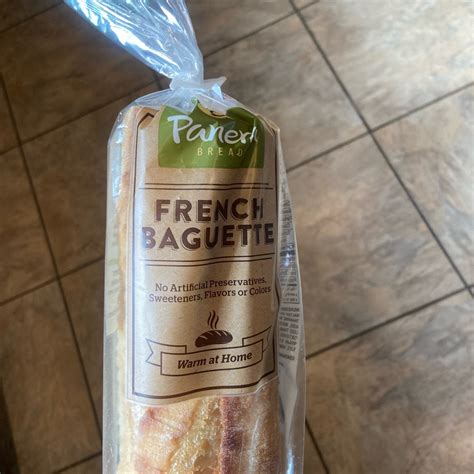 Panera
BREAD
FRENCH
BAGUETTE
No Artificial Preservatives,
Sweeteners, Flavors or Colors
Warm at Home